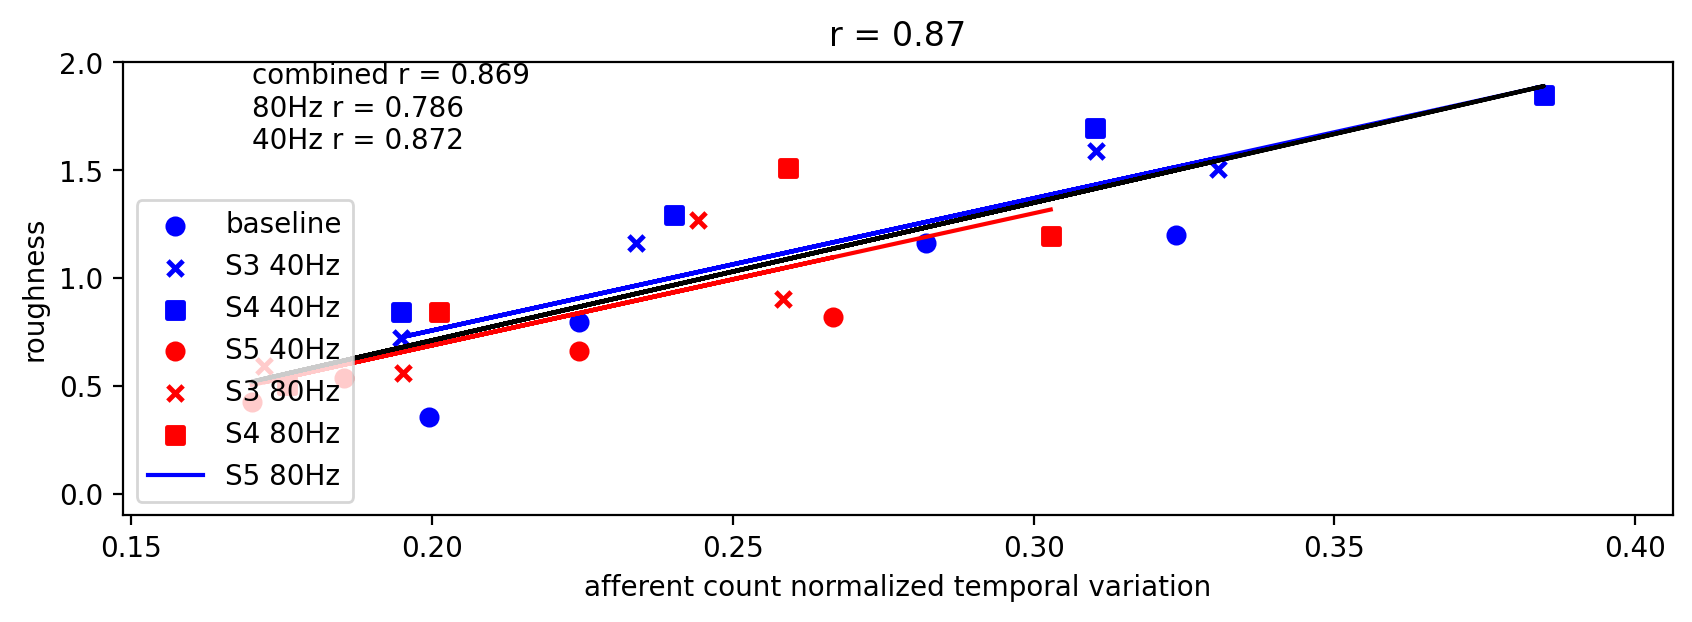 r = 0.87
combined r = 0.869
80Hz r = 0.786
40Hz r = 0.872
roughness
2.0
1.5
1.0
0.5
0.0
baseline
S3 40Hz
S4 40Hz
S5 40Hz
S3 80Hz
S4 80Hz
S5 80Hz
0.15 0.20 0.25 0.30 0.35 0.40
afferent count normalized temporal variation